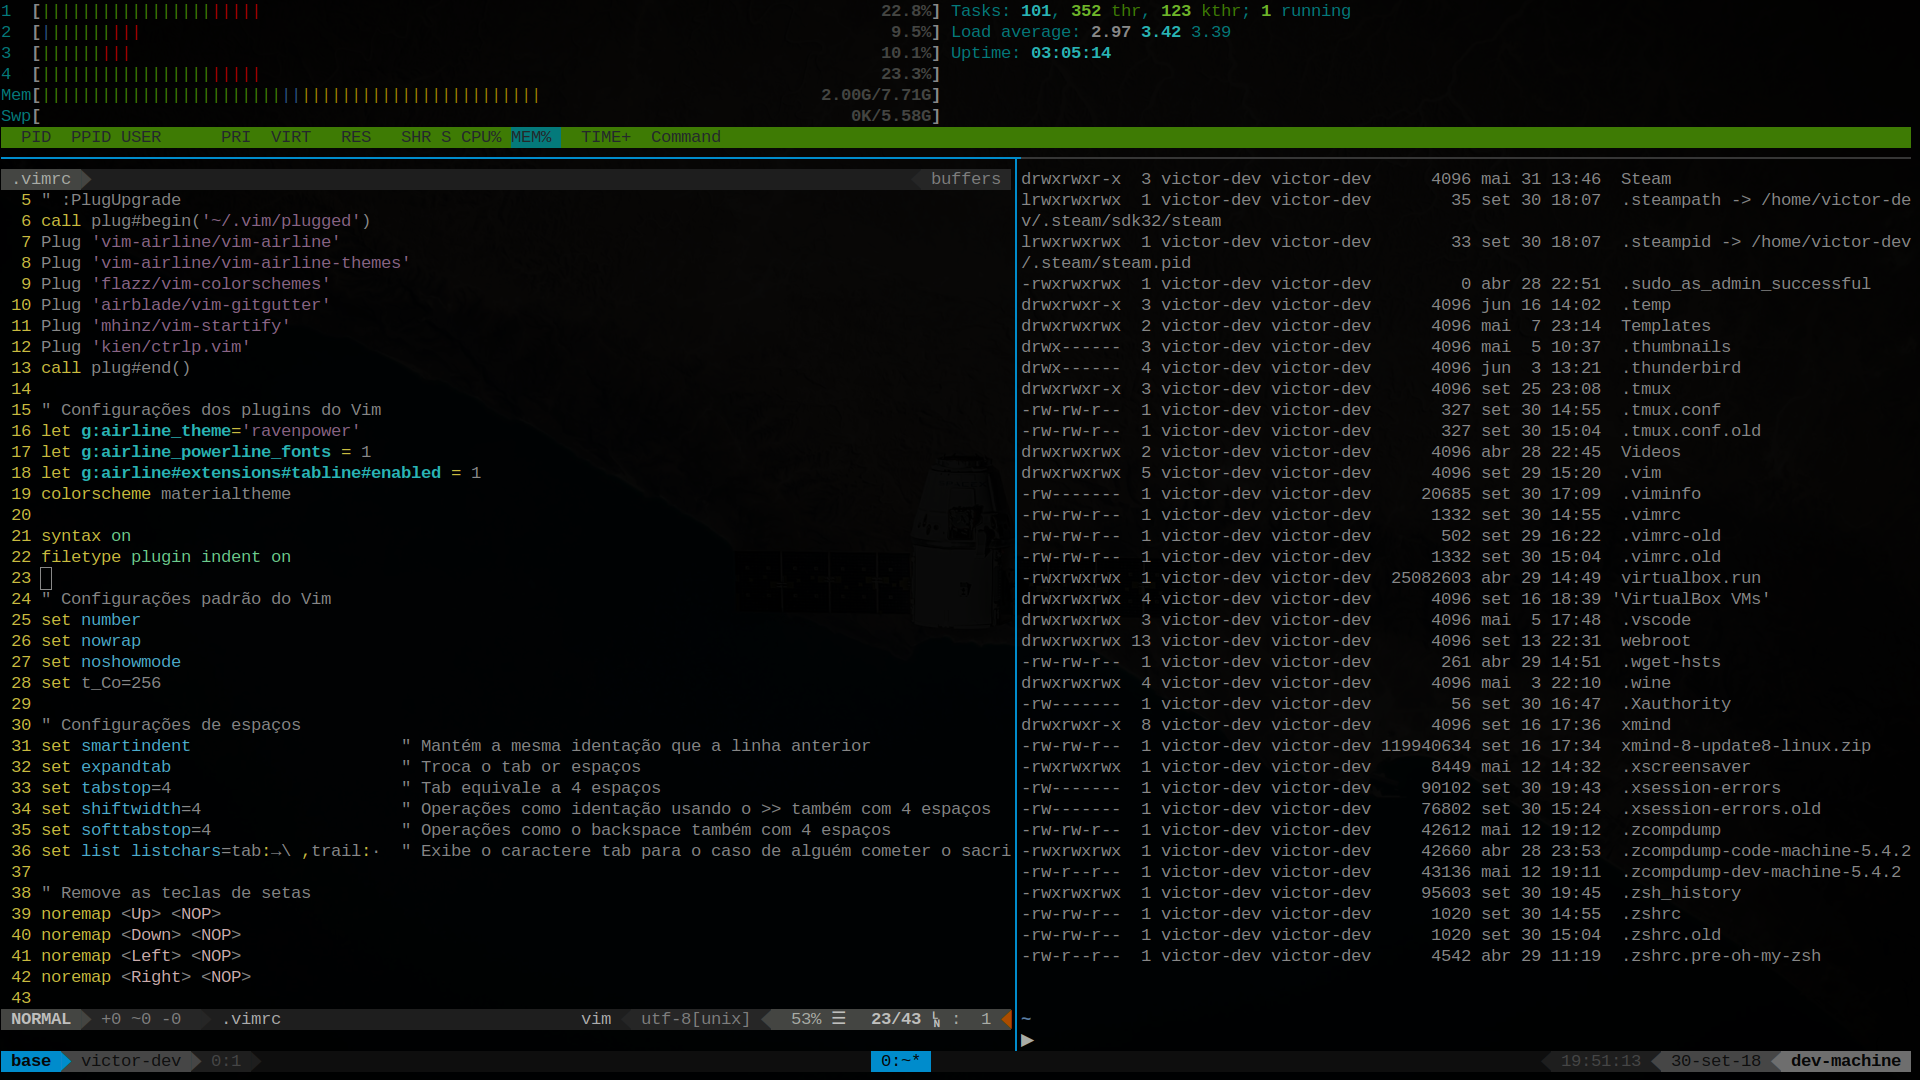 1 [||||||||||||||||||||||                                                              22.8%] Tasks: 101, 352 thr, 123 kthr; 1 running
2 [||||||||||                                                                           9.5%] Load average: 2.97 3.42 3.39
3 [|||||||||                                                                           10.1%] Uptime: 03:05:14
4 [||||||||||||||||||||||                                                              23.3%]
Mem[||||||||||||||||||||||||||||||||||||||||||||||||||                            2.00G/7.71G]
Swp[                                                                                 0K/5.58G]
PID PPID USER PRI VIRT RES SHR S CPU% MEM% TIME+ Command
.vimrc buffers
5 " :PlugUpgrade
6 call plug#begin('~/.vim/plugged')
7 Plug 'vim-airline/vim-airline'
8 Plug 'vim-airline/vim-airline-themes'
9 Plug 'flazz/vim-colorschemes'
10 Plug 'airblade/vim-gitgutter'
11 Plug 'mhinz/vim-startify'
12 Plug 'kien/ctrlp.vim'
13 call plug#end()
14
15 " Configurações dos plugins do Vim
16 let g:airline_theme='ravenpower'
17 let g:airline_powerline_fonts = 1
18 let g:airline#extensions#tabline#enabled = 1
19 colorscheme materialtheme
20
21 syntax on
22 filetype plugin indent on
23
24 " Configurações padrão do Vim
25 set number
26 set nowrap
27 set noshowmode
28 set t_Co=256
29
30 " Configurações de espaços
31 set smartindent " Mantém a mesma identação que a linha anterior
32 set expandtab " Troca o tab or espaços
33 set tabstop=4 " Tab equivale a 4 espaços
34 set shiftwidth=4 " Operações como identação usando o >> também com 4 espaços
35 set softtabstop=4 " Operações como o backspace também com 4 espaços
36 set list listchars=tab:→\ ,trail:· " Exibe o caractere tab para o caso de alguém cometer o sacri
37
38 " Remove as teclas de setas
39 noremap <Up> <NOP>
40 noremap <Down> <NOP>
41 noremap <Left> <NOP>
42 noremap <Right> <NOP>
43
NORMAL +0 ~0 -0 .vimrc vim utf-8[unix] 53% ☰ 23/43 LN : 1
drwxrwxr-x 3 victor-dev victor-dev 4096 mai 31 13:46 Steam
lrwxrwxrwx 1 victor-dev victor-dev 35 set 30 18:07 .steampath -> /home/victor-de
v/.steam/sdk32/steam
lrwxrwxrwx 1 victor-dev victor-dev 33 set 30 18:07 .steampid -> /home/victor-dev
/.steam/steam.pid
-rwxrwxrwx 1 victor-dev victor-dev 0 abr 28 22:51 .sudo_as_admin_successful
drwxrwxr-x 3 victor-dev victor-dev 4096 jun 16 14:02 .temp
drwxrwxrwx 2 victor-dev victor-dev 4096 mai 7 23:14 Templates
drwx------ 3 victor-dev victor-dev 4096 mai 5 10:37 .thumbnails
drwx------ 4 victor-dev victor-dev 4096 jun 3 13:21 .thunderbird
drwxrwxr-x 3 victor-dev victor-dev 4096 set 25 23:08 .tmux
-rw-rw-r-- 1 victor-dev victor-dev 327 set 30 14:55 .tmux.conf
-rw-rw-r-- 1 victor-dev victor-dev 327 set 30 15:04 .tmux.conf.old
drwxrwxrwx 2 victor-dev victor-dev 4096 abr 28 22:45 Videos
drwxrwxrwx 5 victor-dev victor-dev 4096 set 29 15:20 .vim
-rw------- 1 victor-dev victor-dev 20685 set 30 17:09 .viminfo
-rw-rw-r-- 1 victor-dev victor-dev 1332 set 30 14:55 .vimrc
-rw-rw-r-- 1 victor-dev victor-dev 502 set 29 16:22 .vimrc-old
-rw-rw-r-- 1 victor-dev victor-dev 1332 set 30 15:04 .vimrc.old
-rwxrwxrwx 1 victor-dev victor-dev 25082603 abr 29 14:49 virtualbox.run
drwxrwxrwx 4 victor-dev victor-dev 4096 set 16 18:39 'VirtualBox VMs'
drwxrwxrwx 3 victor-dev victor-dev 4096 mai 5 17:48 .vscode
drwxrwxrwx 13 victor-dev victor-dev 4096 set 13 22:31 webroot
-rw-rw-r-- 1 victor-dev victor-dev 261 abr 29 14:51 .wget-hsts
drwxrwxrwx 4 victor-dev victor-dev 4096 mai 3 22:10 .wine
-rw------- 1 victor-dev victor-dev 56 set 30 16:47 .Xauthority
drwxrwxr-x 8 victor-dev victor-dev 4096 set 16 17:36 xmind
-rw-rw-r-- 1 victor-dev victor-dev 119940634 set 16 17:34 xmind-8-update8-linux.zip
-rwxrwxrwx 1 victor-dev victor-dev 8449 mai 12 14:32 .xscreensaver
-rw------- 1 victor-dev victor-dev 90102 set 30 19:43 .xsession-errors
-rw------- 1 victor-dev victor-dev 76802 set 30 15:24 .xsession-errors.old
-rw-rw-r-- 1 victor-dev victor-dev 42612 mai 12 19:12 .zcompdump
-rwxrwxrwx 1 victor-dev victor-dev 42660 abr 28 23:53 .zcompdump-code-machine-5.4.2
-rw-r--r-- 1 victor-dev victor-dev 43136 mai 12 19:11 .zcompdump-dev-machine-5.4.2
-rwxrwxrwx 1 victor-dev victor-dev 95603 set 30 19:45 .zsh_history
-rw-rw-r-- 1 victor-dev victor-dev 1020 set 30 14:55 .zshrc
-rw-rw-r-- 1 victor-dev victor-dev 1020 set 30 15:04 .zshrc.old
-rw-r--r-- 1 victor-dev victor-dev 4542 abr 29 11:19 .zshrc.pre-oh-my-zsh
~
▶
base victor-dev 0:1 0:~* 19:51:13 30-set-18 dev-machine